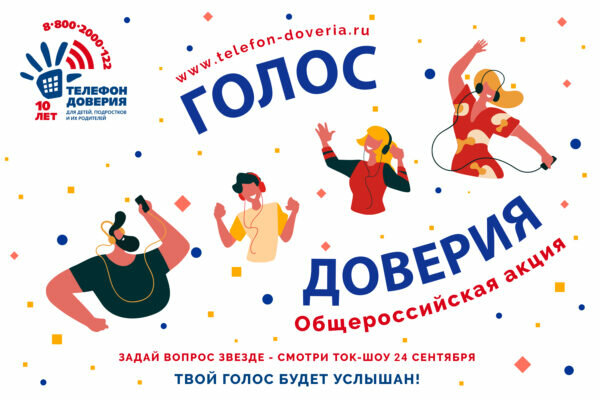 8-800-2000-122
10 ЛЕТ
ТЕЛЕФОН
ДОВЕРИЯ
ДЛЯ ДЕТЕЙ, ПОДРОСТКОВ
И ИХ РОДИТЕЛЕЙ
www.telefon-doveria.ru
ГОЛОС
ДОВЕРИЯ
Общероссийская акция
ЗАДАЙ ВОПРОС ЗВЕЗДЕ - СМОТРИ ТОК-ШОУ 24 СЕНТЯБРЯ
ТВОЙ ГОЛОС БУДЕТ УСЛЫШАН!